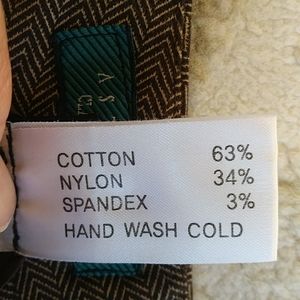 COTTON 63%
NYLON 34%
SPANDEX 3%
HAND WASH COLD